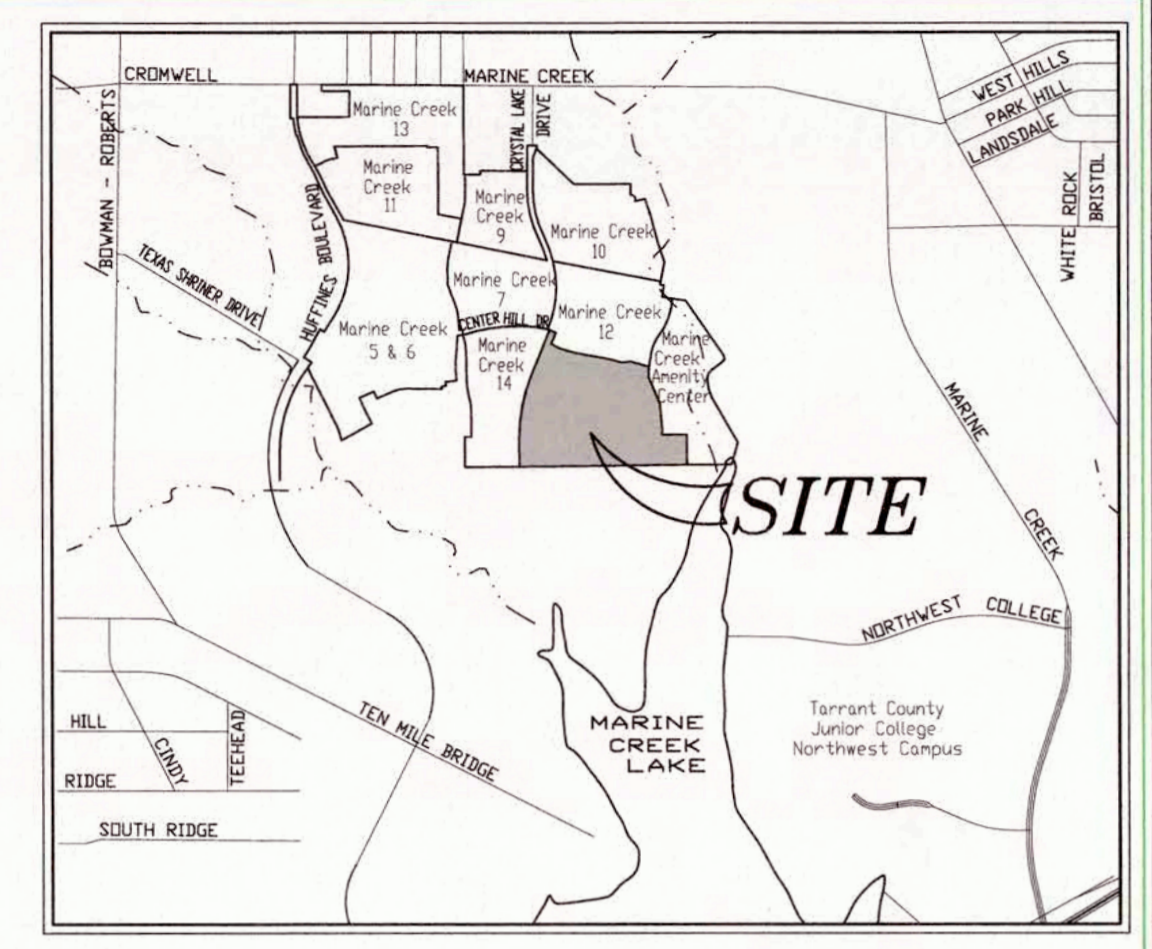 CROMWELL
MARINE CREEK
WEST HILLS
PARK HILL
LANDSDALE
WHITE ROCK
BRISTOL
BOWMAN - ROBERTS
TEXAS SHRINER DRIVE
HUFFINES BOULEVARD
CRYSTAL LAKE
DRIVE
Marine Creek
13
Marine
Creek
11
Marine
Creek
9
Marine Creek
10
Marine Creek
7
CENTER HILL DR
Marine Creek
12
Marine Creek
5 & 6
Marine
Creek
14
Marine
Creek
Amenity
Center
SITE
MARINE
CREEK
NORTHWEST COLLEGE
Tarrant County
Junior College
Northwest Campus
MARINE
CREEK
LAKE
TEN MILE BRIDGE
HILL
CINDY
TEEHEAD
RIDGE
SOUTH RIDGE